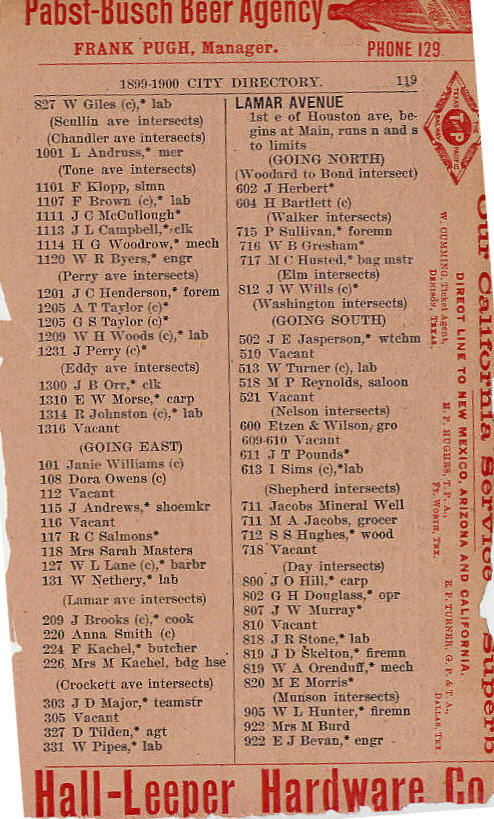 Pabst-Busch Beer Agency
FRANK PUGH, Manager. PHONE 129.
1899-1900 CITY DIRECTORY. 119
827 W Giles (c),* lab
(Scullin ave intersects)
(Chandler ave intersects)
1001 L Andruss,* mer
(Tone ave intersects)
1101 F Klopp, slmn
1107 F Brown (c),* lab
1111 J C McCullough*
1113 J L Campbell,* clk
1114 H G Woodrow,* mech
1120 W R Byers,* engr
(Perry ave intersects)
1201 J C Henderson,* forem
1205 A T Taylor (c)*
1205 G S Taylor (c)*
1209 W H Woods (c),* lab
1231 J Perry (c)*
(Eddy ave intersects)
1300 J B Orr,* clk
1310 E W Morse,* carp
1314 R Johnston (c),* lab
1316 Vacant
(GOING EAST)
101 Janie Williams (c)
108 Dora Owens (c)
112 Vacant
115 J Andrews,* shoemkr
116 Vacant
117 R C Salmons*
118 Mrs Sarah Masters
127 W L Lane (c),* barbr
131 W Nethery,* lab
(Lamar ave intersects)
209 J Brooks (c),* cook
220 Anna Smith (c)
224 F Kachel,* butcher
226 Mrs M Kachel, bdg hse
(Crockett ave intersects)
303 J D Major,* teamstr
305 Vacant
327 D Tilden,* agt
331 W Pipes,* lab
LAMAR AVENUE
1st e of Houston ave, be-
gins at Main, runs n and s
to limits
(GOING NORTH)
(Woodard to Bond intersect)
602 J Herbert*
604 H Bartlett (c)
(Walker intersects)
715 P Sullivan,* foremn
716 W B Gresham*
717 M C Husted,* bag mstr
(Elm intersects)
812 J W Wills (c)*
(Washington intersects)
(GOING SOUTH)
502 J E Jasperson,* wtchm
510 Vacant
513 W Turner (c), lab
518 M P Reynolds, saloon
521 Vacant
(Nelson intersects)
600 Etzen & Wilson, gro
609-610 Vacant
611 J T Pounds*
613 I Sims (c),*lab
(Shepherd intersects)
711 Jacobs Mineral Well
711 M A Jacobs, grocer
712 S S Hughes,* wood
718 Vacant
(Day intersects)
800 J O Hill,* carp
802 G H Douglass,* opr
807 J W Murray*
810 Vacant
818 J R Stone,* lab
819 J D Skelton,* firemn
819 W A Orenduff,* mech
820 M E Morris*
(Munson intersects)
905 W L Hunter,* firemn
922 Mrs M Burd
922 E J Bevan,* engr
TEXAS
PACIFIC
RAILWAY
Our California Superb
DIRECT LINE TO NEW MEXICO, ARIZONA AND CALIFORNIA.
W. CUMMING, Ticket Agent,
DENISON, TEXAS.
H. P. HUGHES, T. P. A.,
FT. WORTH, TEX.
E. P. TURNER, G. P. & T. A.,
DALLAS, TEX
Hall-Leeper Hardware Co